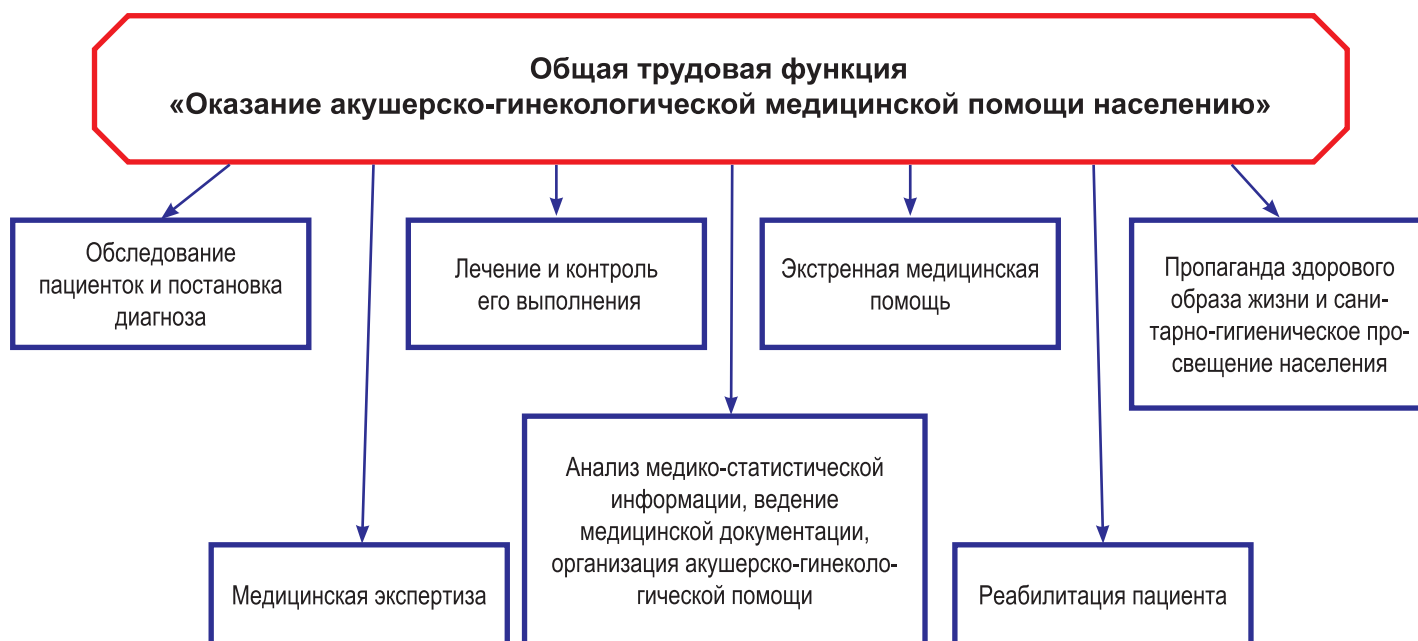 Общая трудовая функция
«Оказание акушерско-гинекологической медицинской помощи населению»
Обследование
пациенток и постановка
диагноза
Лечение и контроль
его выполнения
Экстренная медицинская
помощь
Пропаганда здорового
образа жизни и сани-
тарно-гигиеническое про-
свещение населения
Медицинская экспертиза
Анализ медико-статистической
информации, ведение
медицинской документации,
организация акушерско-гинеколо-
гической помощи
Реабилитация пациента